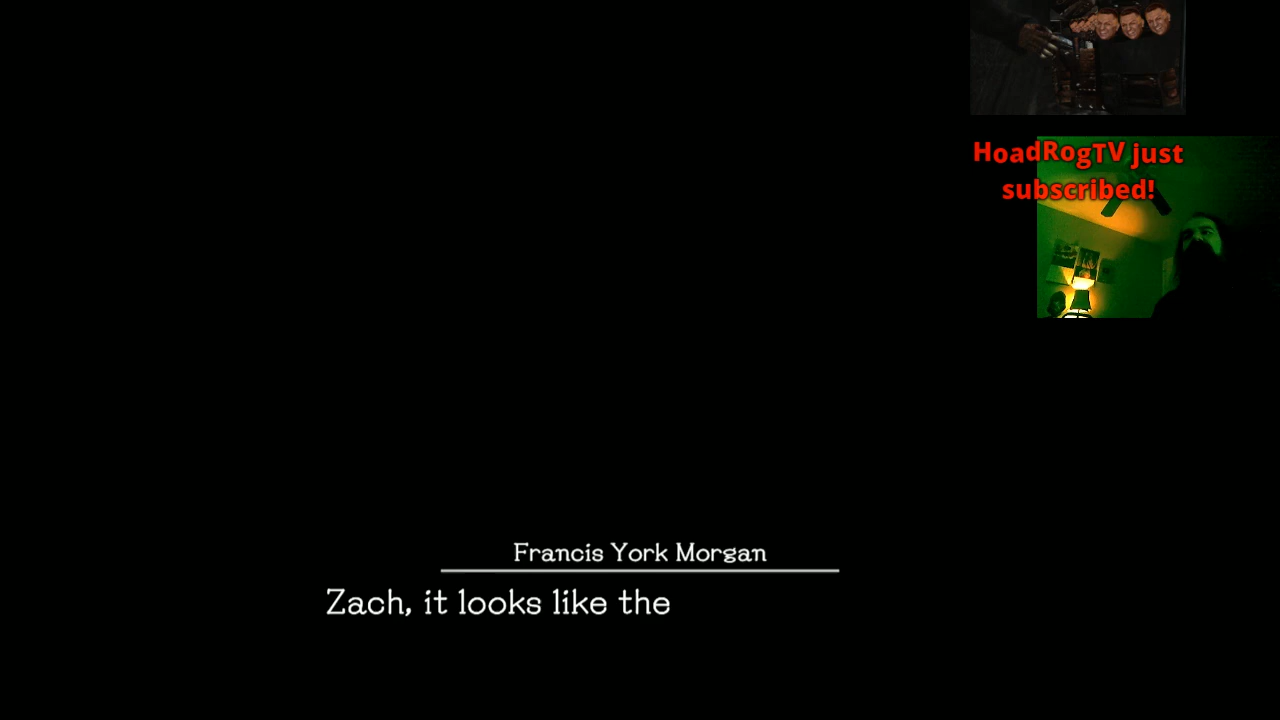 HoadRogTV just
subscribed!
Francis York Morgan
Zach, it looks like the